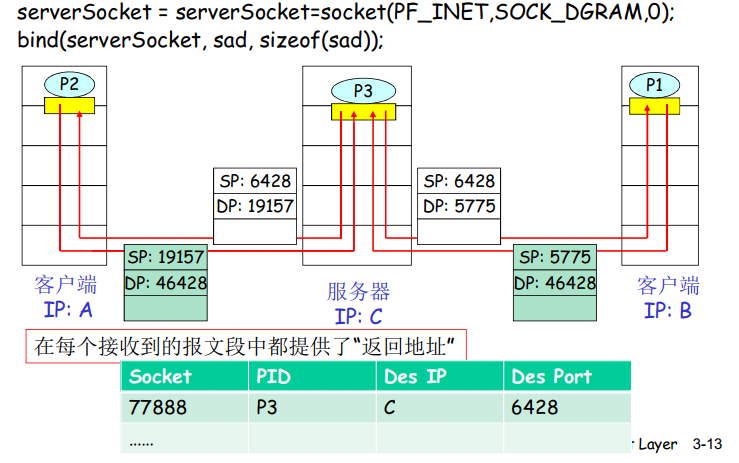 serverSocket = serverSocket=socket(PF_INET,SOCK_DGRAM,0);
bind(serverSocket, sad, sizeof(sad));
P2
P3
P1
SP: 6428
DP: 19157
SP: 6428
DP: 5775
SP: 19157
DP: 46428
SP: 5775
DP: 46428
客户端
IP: A
服务器
IP: C
客户端
IP: B
在每个接收到的报文段中都提供了“返回地址”
Socket PID Des IP Des Port
77888 P3 C 6428
......
Layer 3-13